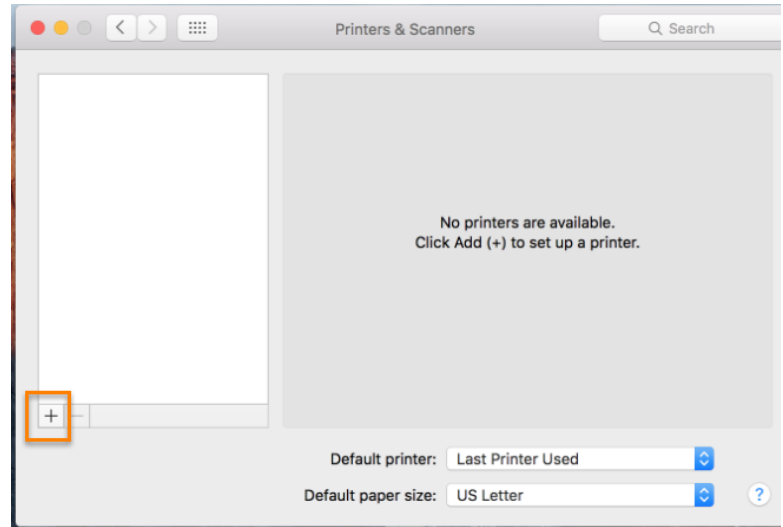 Printers & Scanners
Search
No printers are available.
Click Add (+) to set up a printer.
+ −
Default printer: Last Printer Used
Default paper size: US Letter
?